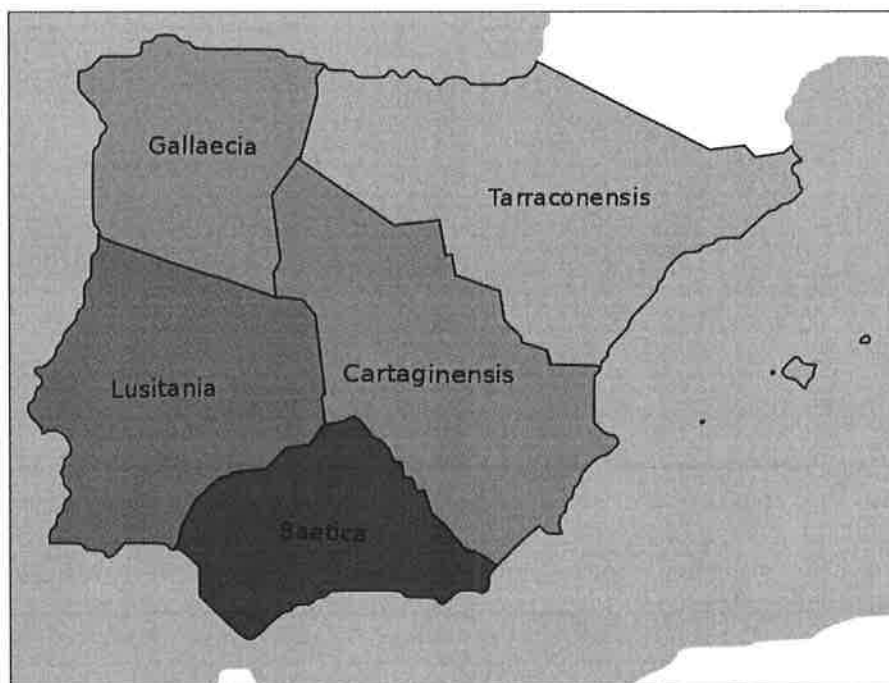 Gallaecia
Tarraconensis
Lusitania
Cartaginensis
Baetica